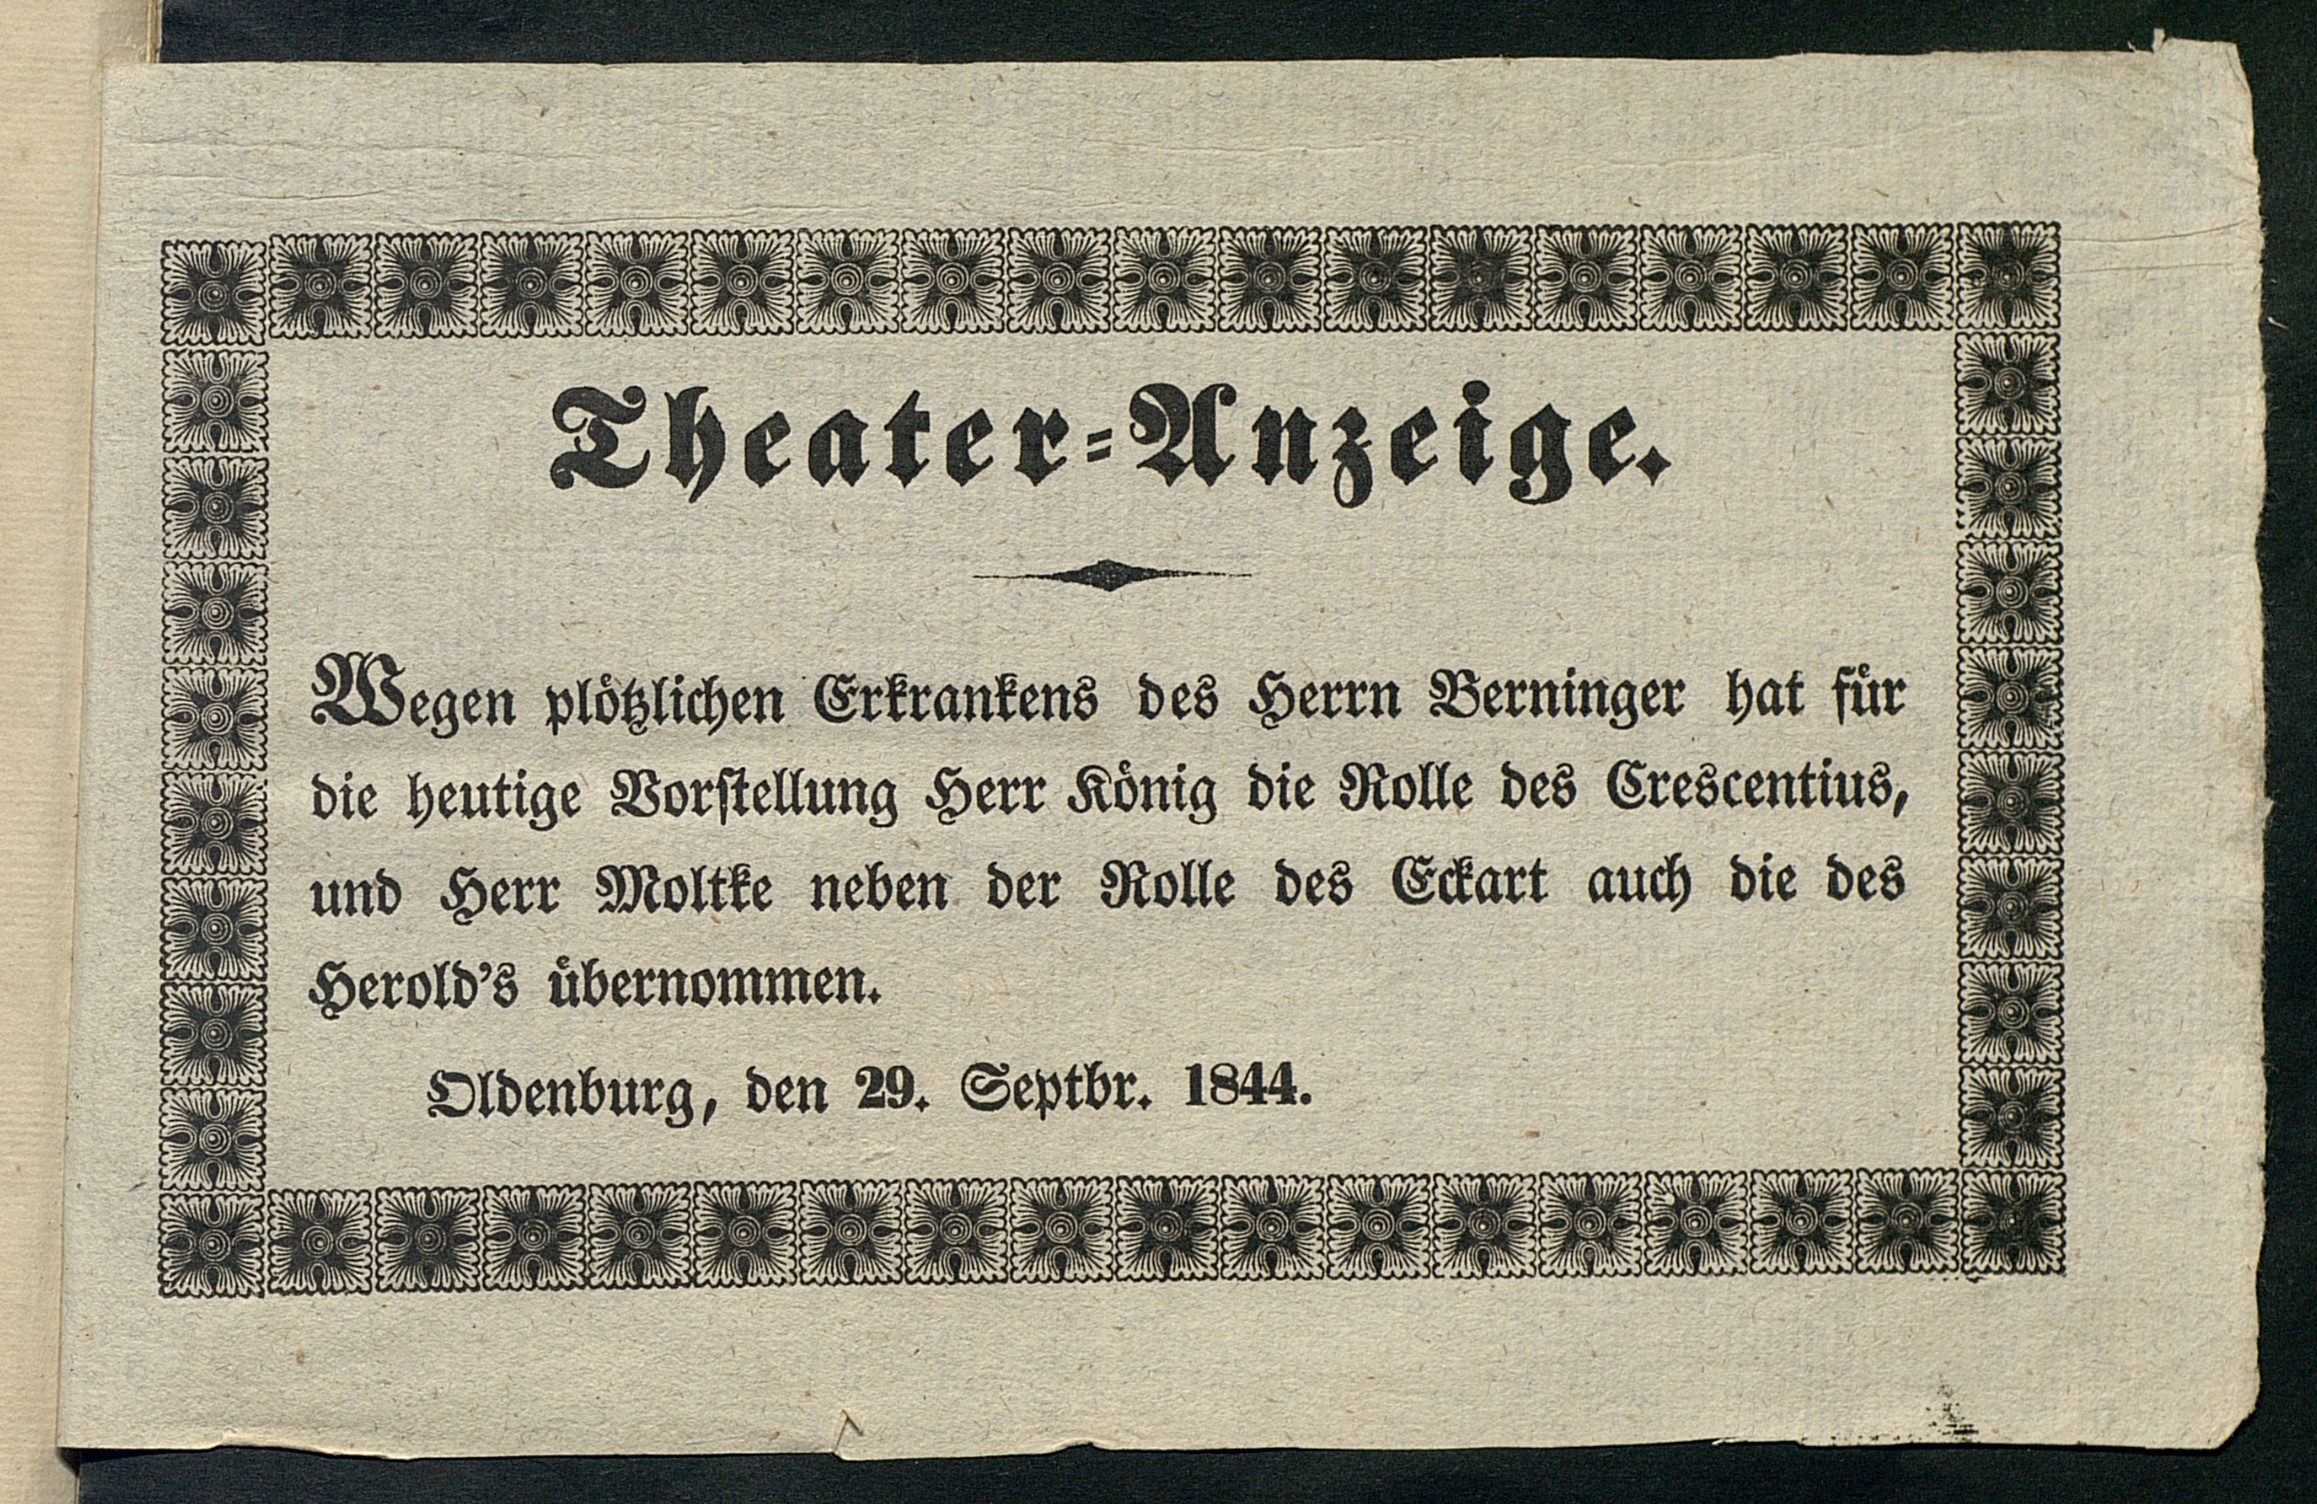 Theater=Anzeige.
Wegen plötzlichen Erkrankens des Herrn Berninger hat für
die heutige Vorstellung Herr König die Rolle des Crescentius,
und Herr Moltke neben der Rolle des Eckart auch die des
Herold's übernommen.
Oldenburg, den 29. Septbr. 1844.